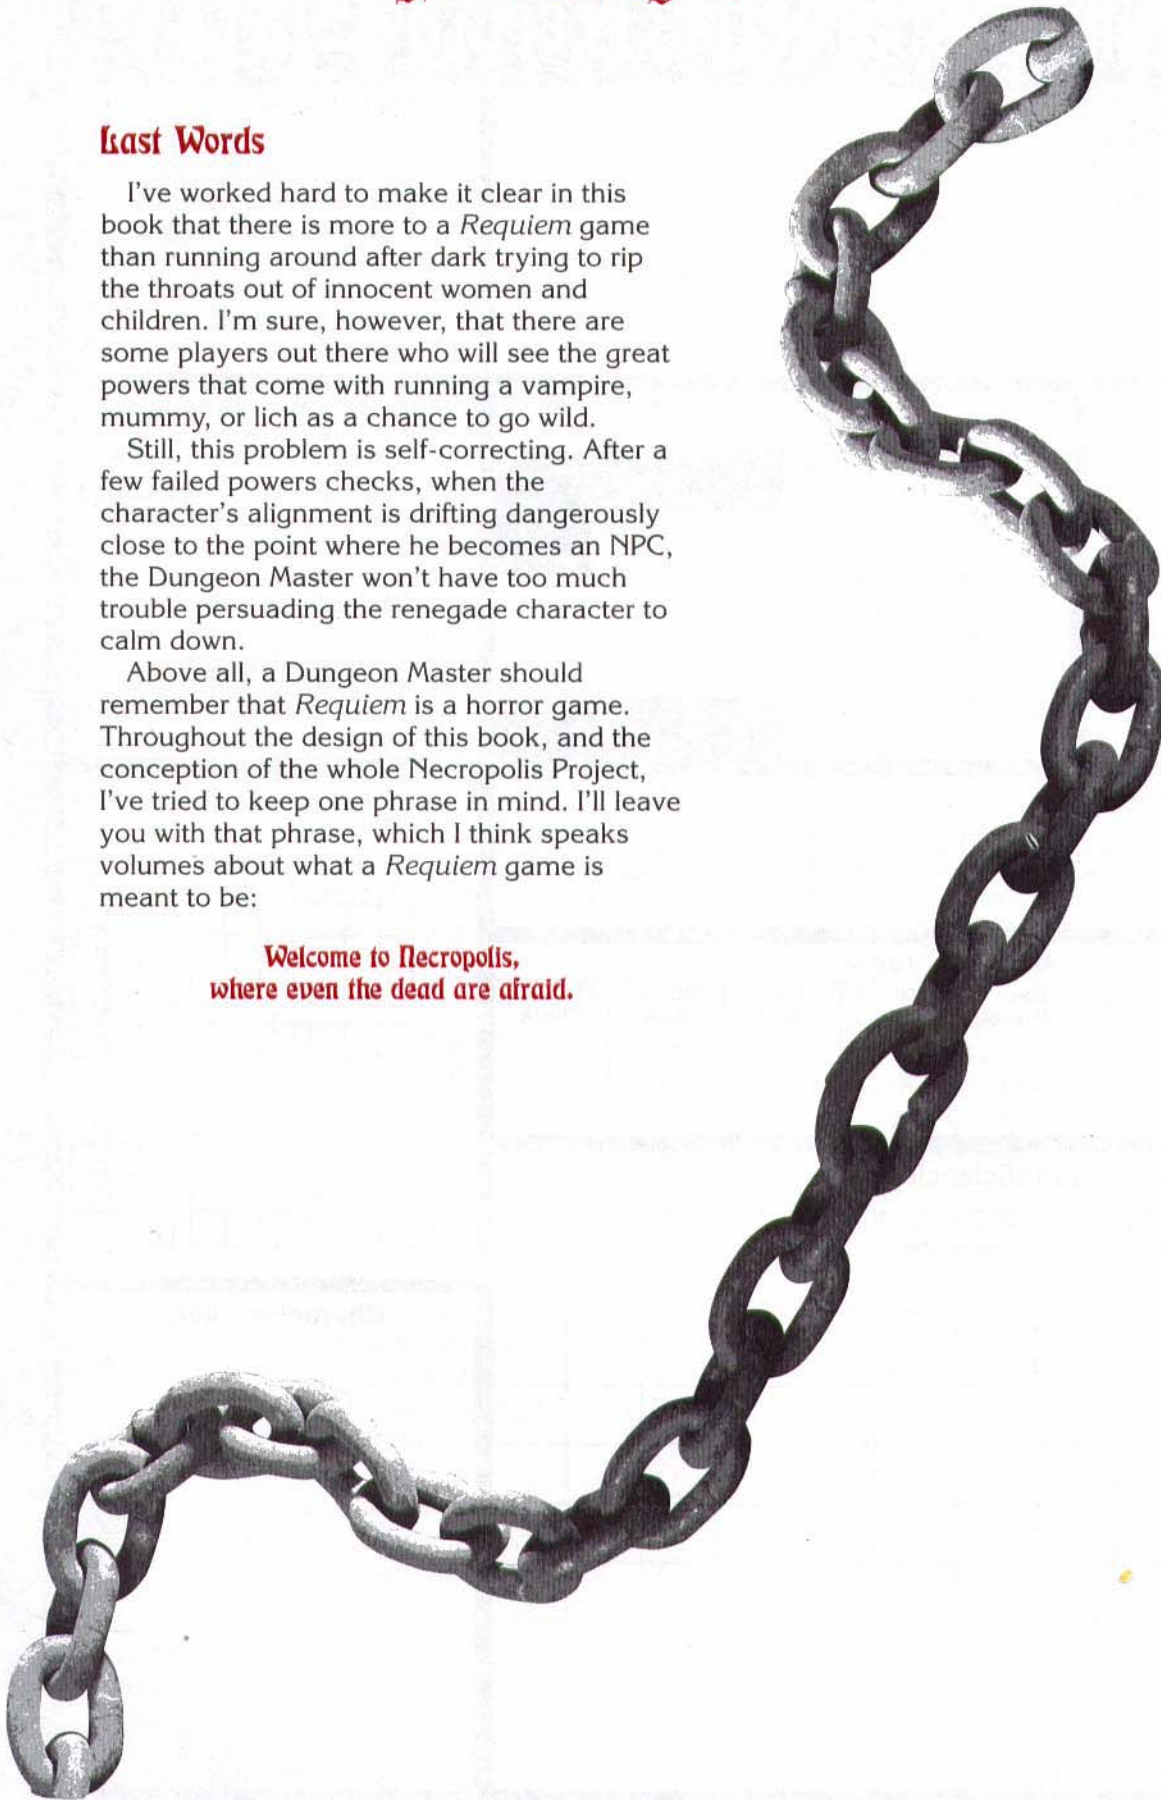 Last Words
I've worked hard to make it clear in this
book that there is more to a Requiem game
than running around after dark trying to rip
the throats out of innocent women and
children. I'm sure, however, that there are
some players out there who will see the great
powers that come with running a vampire,
mummy, or lich as a chance to go wild.
Still, this problem is self-correcting. After a
few failed powers checks, when the
character's alignment is drifting dangerously
close to the point where he becomes an NPC,
the Dungeon Master won't have too much
trouble persuading the renegade character to
calm down.
Above all, a Dungeon Master should
remember that Requiem is a horror game.
Throughout the design of this book, and the
conception of the whole Necropolis Project,
I've tried to keep one phrase in mind. I'll leave
you with that phrase, which I think speaks
volumes about what a Requiem game is
meant to be:
Welcome to Necropolis,
where even the dead are afraid.